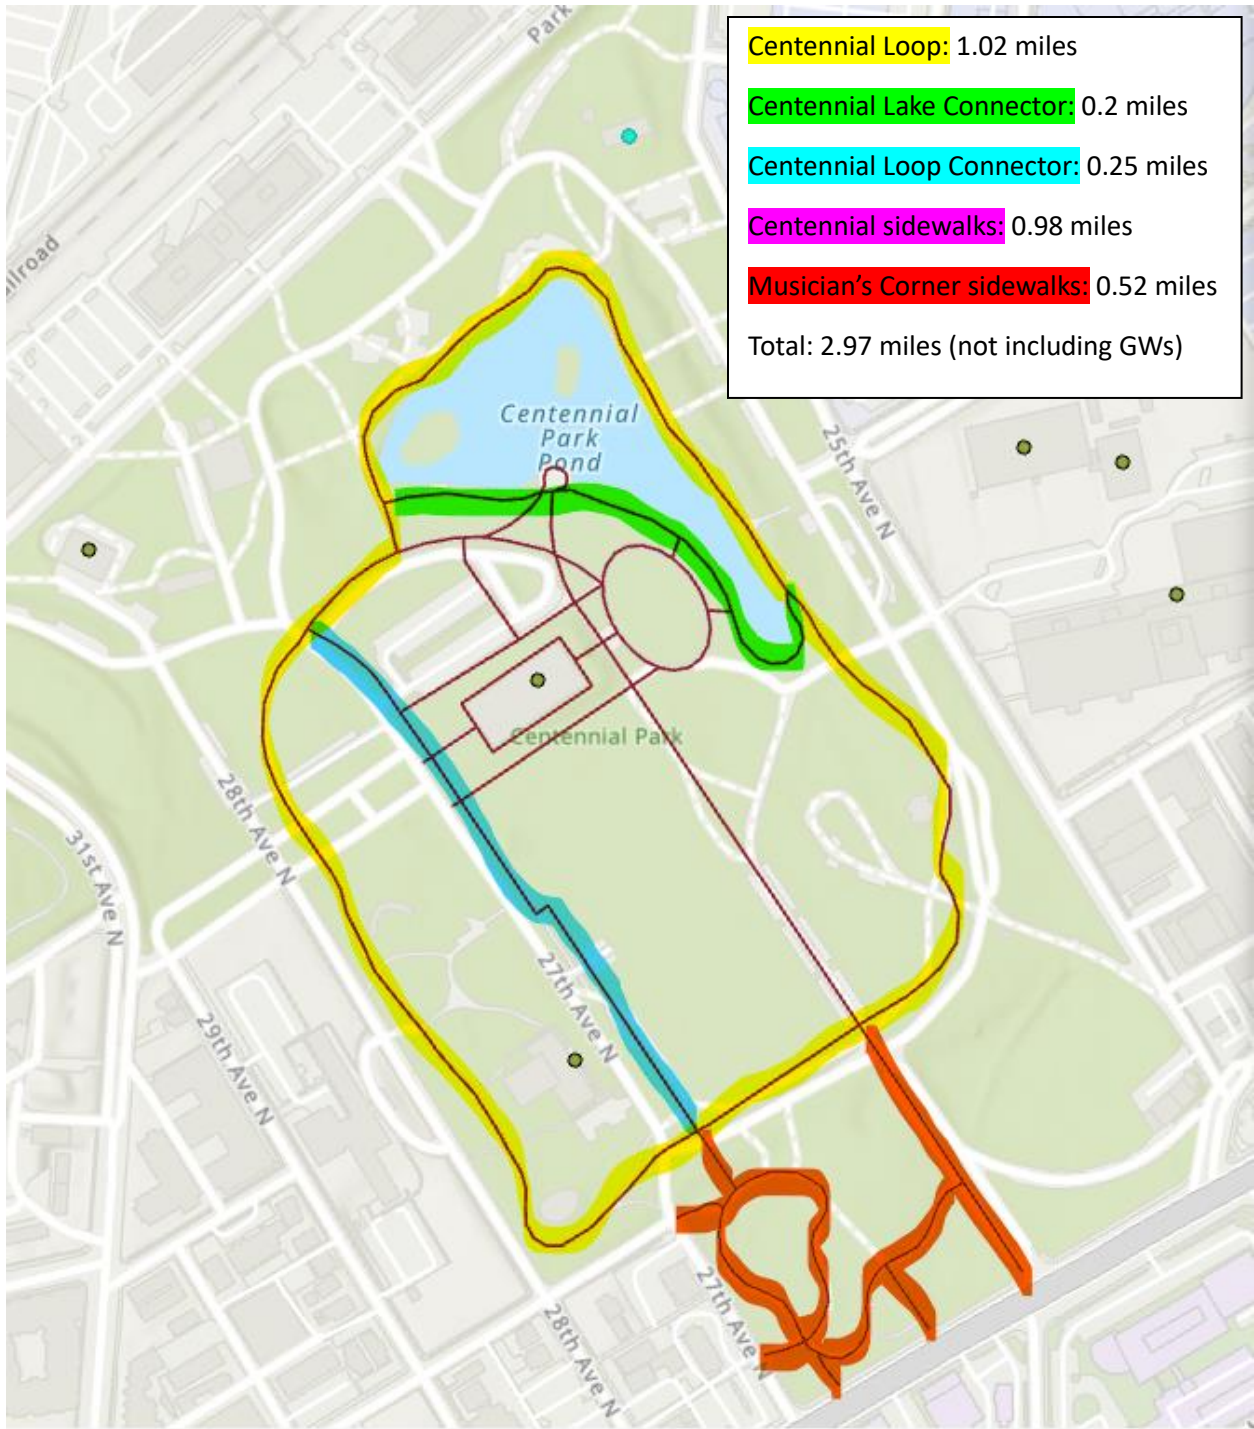 Park
Centennial Loop: 1.02 miles
Centennial Lake Connector: 0.2 miles
Centennial Loop Connector: 0.25 miles
Centennial sidewalks: 0.98 miles
Musician's Corner sidewalks: 0.52 miles
Total: 2.97 miles (not including GWs)
ailroad
Centennial
Park
Pond
25th Ave N
Centennial Park
28th Ave N
31st Ave N
27th Ave N
29th Ave N
27th Ave N
28th Ave N